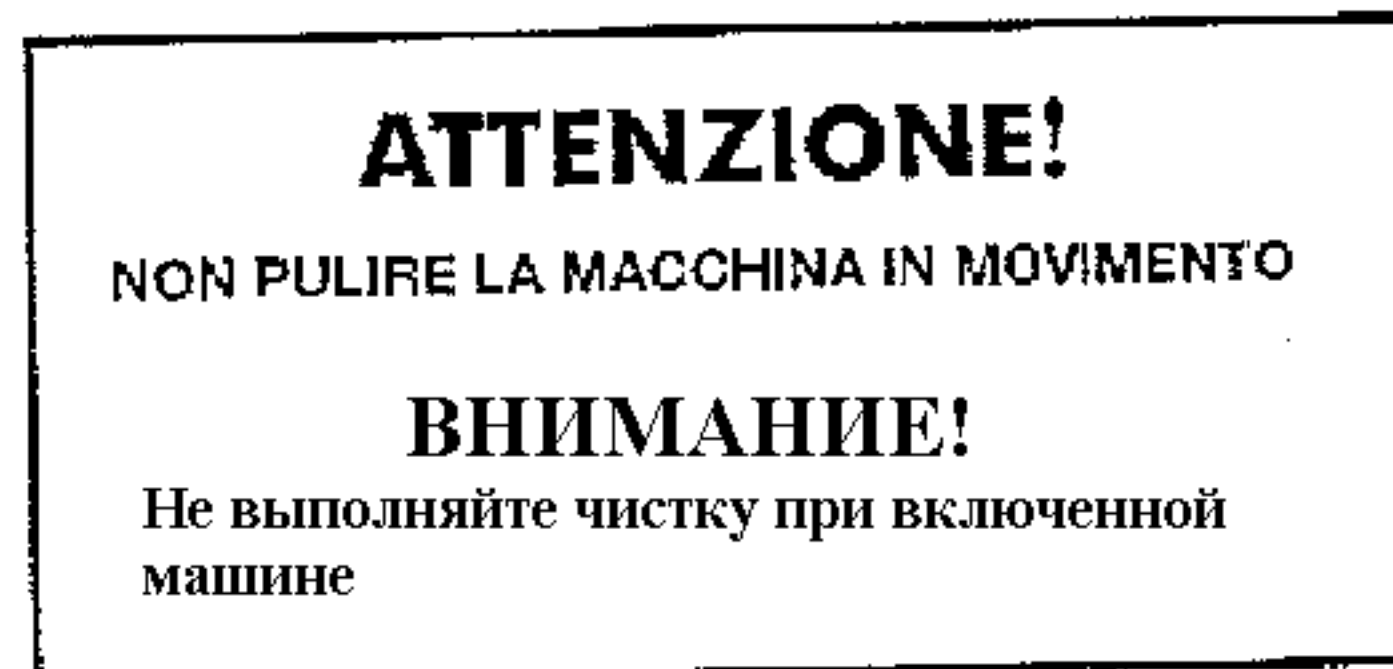 ATTENZIONE!
NON PULIRE LA MACCHINA IN MOVIMENTO
ВНИМАНИЕ!
Не выполняйте чистку при включенной
машине